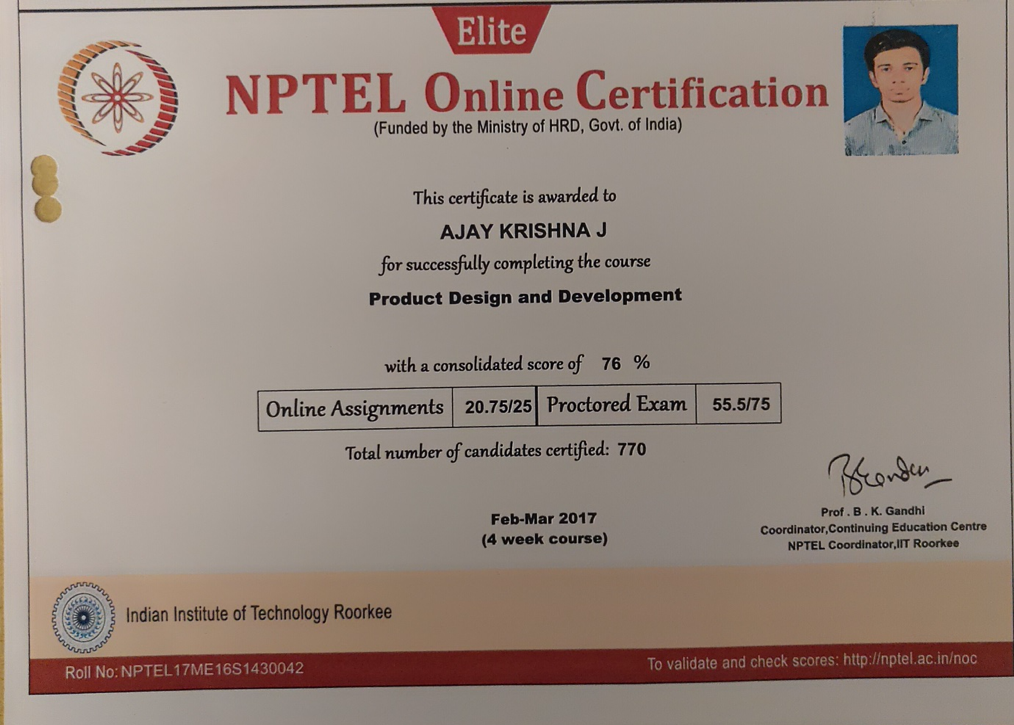 Elite
NPTEL Online Certification
(Funded by the Ministry of HRD, Govt. of India)
This certificate is awarded to
AJAY KRISHNA J
for successfully completing the course
Product Design and Development
with a consolidated score of 76 %
Online Assignments 20.75/25 Proctored Exam 55.5/75
Total number of candidates certified: 770
Feb-Mar 2017
(4 week course)
Prof . B . K. Gandhi
Coordinator,Continuing Education Centre
NPTEL Coordinator,IIT Roorkee
Indian Institute of Technology Roorkee
Roll No: NPTEL17ME16S1430042
To validate and check scores: http://nptel.ac.in/noc